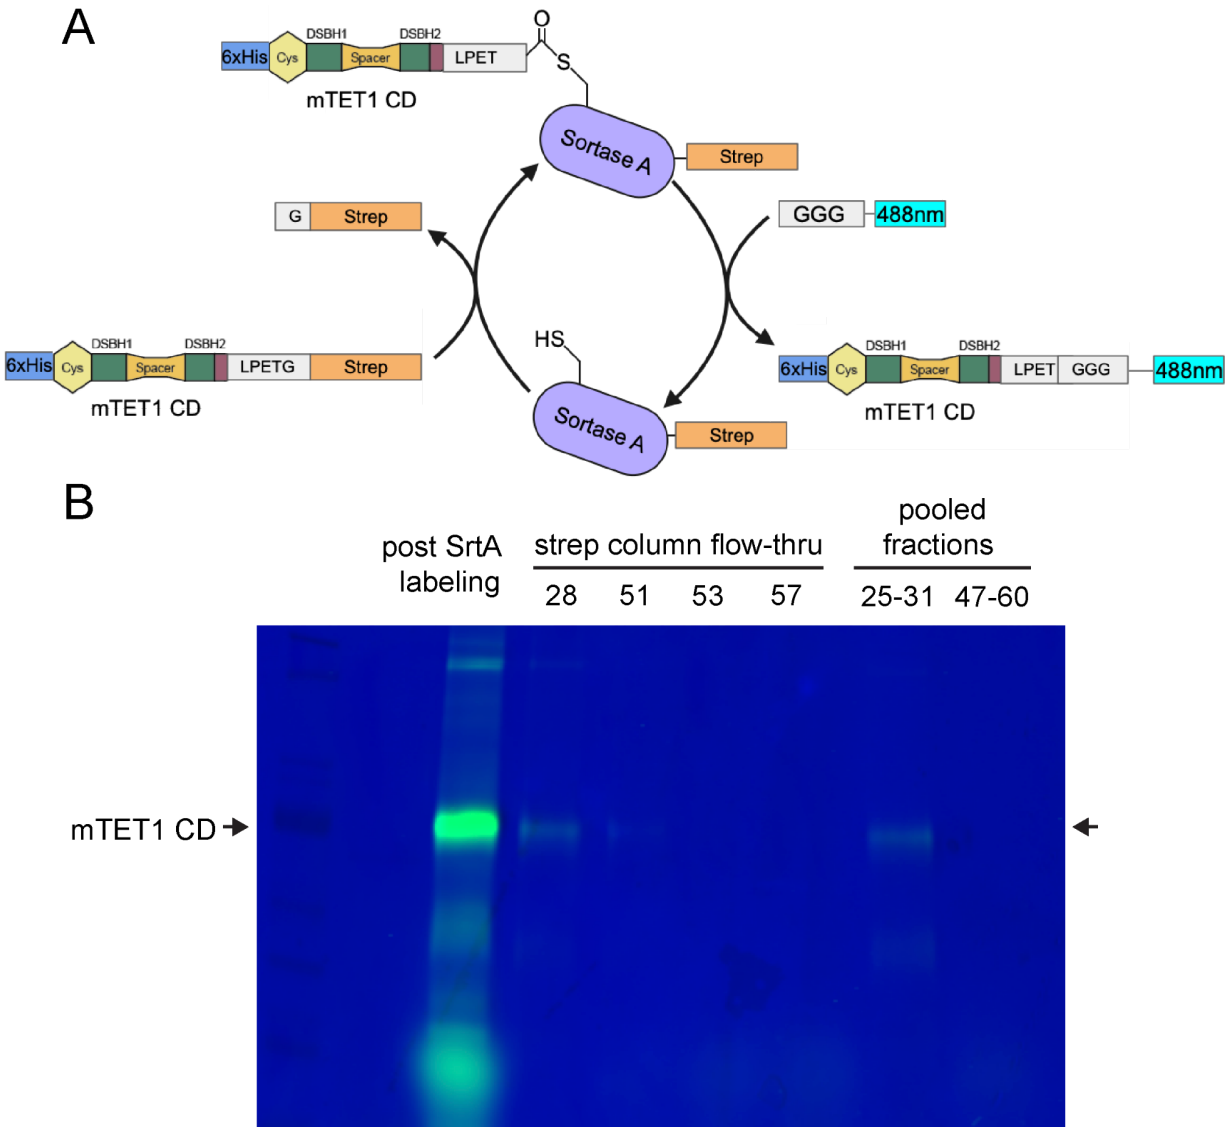 A
6xHis Cys DSBH1 Spacer DSBH2 LPET
O
S
mTET1 CD
Sortase A
Strep
G Strep
GGG 488nm
HS
6xHis Cys DSBH1 Spacer DSBH2 LPETG Strep
mTET1 CD
6xHis Cys DSBH1 Spacer DSBH2 LPET GGG 488nm
mTET1 CD
Sortase A
Strep
B
post SrtA
labeling
strep column flow-thru
28 51 53 57
pooled
fractions
25-31 47-60
mTET1 CD